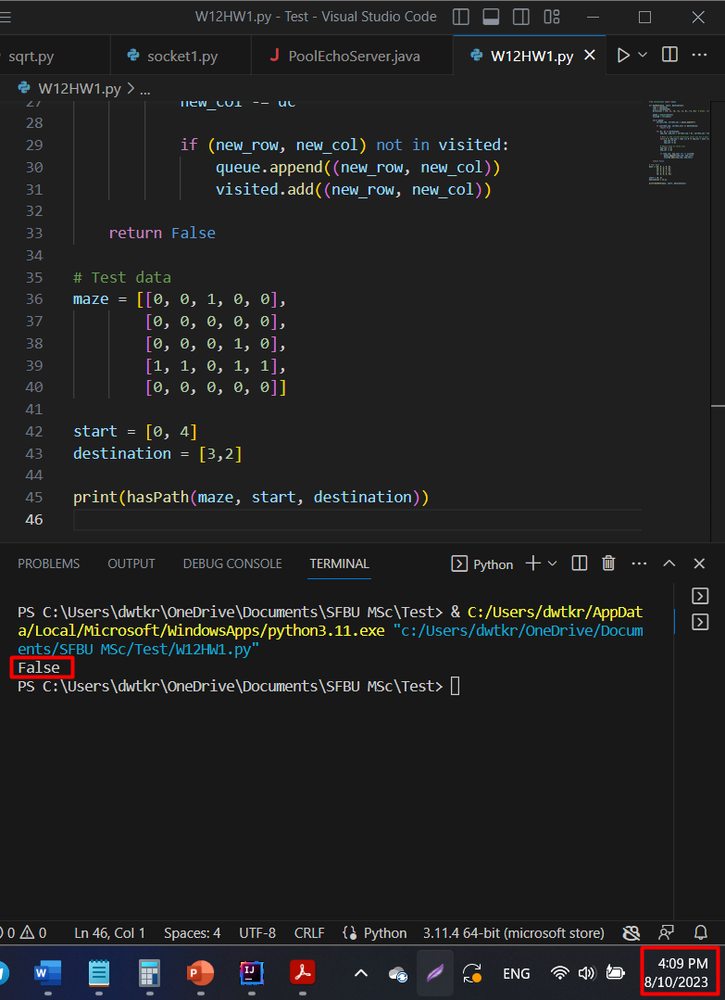 W12HW1.py - Test - Visual Studio Code
sqrt.py
socket1.py
J PoolEchoServer.java
W12HW1.py
W12HW1.py > ...
27 new_col -= dc
28
29 if (new_row, new_col) not in visited:
30 queue.append((new_row, new_col))
31 visited.add((new_row, new_col))
32
33 return False
34
35 # Test data
36 maze = [[0, 0, 1, 0, 0],
37 [0, 0, 0, 0, 0],
38 [0, 0, 0, 1, 0],
39 [1, 1, 0, 1, 1],
40 [0, 0, 0, 0, 0]]
41
42 start = [0, 4]
43 destination = [3,2]
44
45 print(hasPath(maze, start, destination))
46
PROBLEMS OUTPUT DEBUG CONSOLE TERMINAL
Python
PS C:\Users\dwtkr\OneDrive\Documents\SFBU MSc\Test> & C:/Users/dwtkr/AppDat
a/Local/Microsoft/WindowsApps/python3.11.exe "c:/Users/dwtkr/OneDrive/Docum
ents/SFBU MSc/Test/W12HW1.py"
False
PS C:\Users\dwtkr\OneDrive\Documents\SFBU MSc\Test>
0 0 Ln 46, Col 1 Spaces: 4 UTF-8 CRLF Python 3.11.4 64-bit (microsoft store)
ENG
4:09 PM
8/10/2023